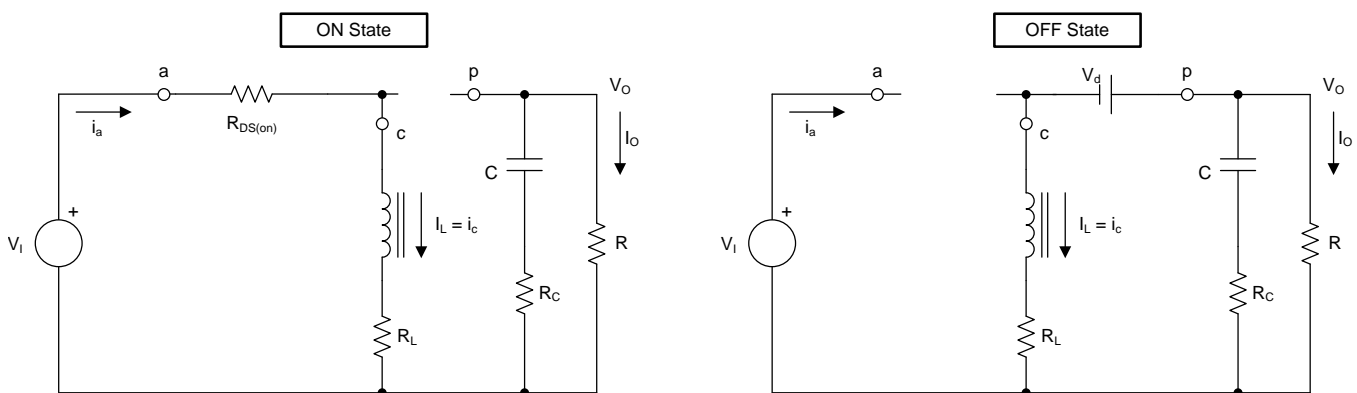 ON State
a
p
V_O
i_a
R_DS(on)
c
I_O
C
+
V_I
I_L = i_c
R
R_C
R_L
OFF State
a
V_d
p
V_O
i_a
c
I_O
C
+
V_I
I_L = i_c
R
R_C
R_L